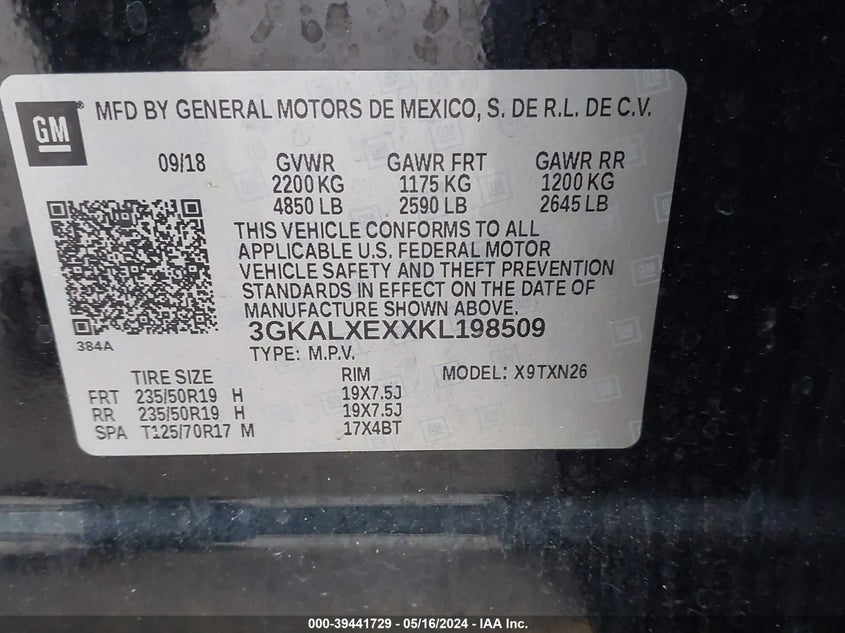 GM® MFD BY GENERAL MOTORS DE MEXICO, S. DE R.L. DE C.V.
09/18 GVWR GAWR FRT GAWR RR
2200 KG 1175 KG 1200 KG
4850 LB 2590 LB 2645 LB
THIS VEHICLE CONFORMS TO ALL
APPLICABLE U.S. FEDERAL MOTOR
VEHICLE SAFETY AND THEFT PREVENTION
STANDARDS IN EFFECT ON THE DATE OF
MANUFACTURE SHOWN ABOVE.
384A
3GKALXEXXKL198509
TYPE: M.P.V. MODEL: X9TXN26
TIRE SIZE RIM
FRT 235/50R19 H 19X7.5J
RR 235/50R19 H 19X7.5J
SPA T125/70R17 M 17X4BT
000-39441729 - 05/16/2024 - IAA Inc.